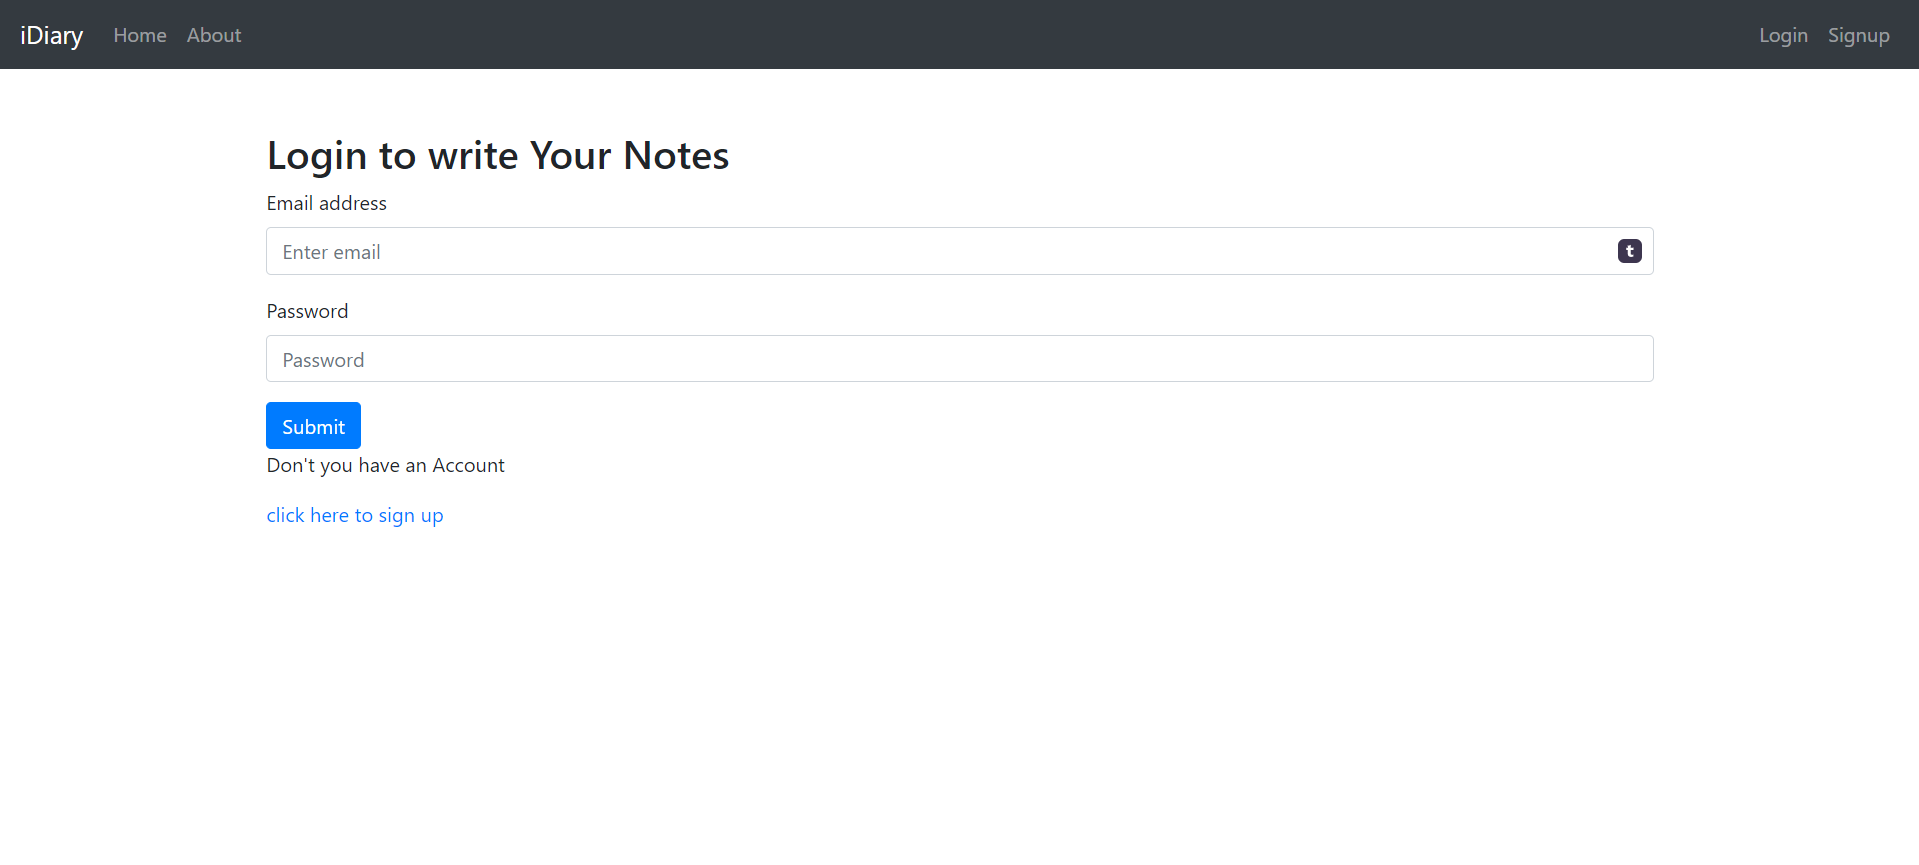 iDiary Home About Login Signup
Login to write Your Notes
Email address
Enter email t
Password
Password
Submit
Don't you have an Account
click here to sign up